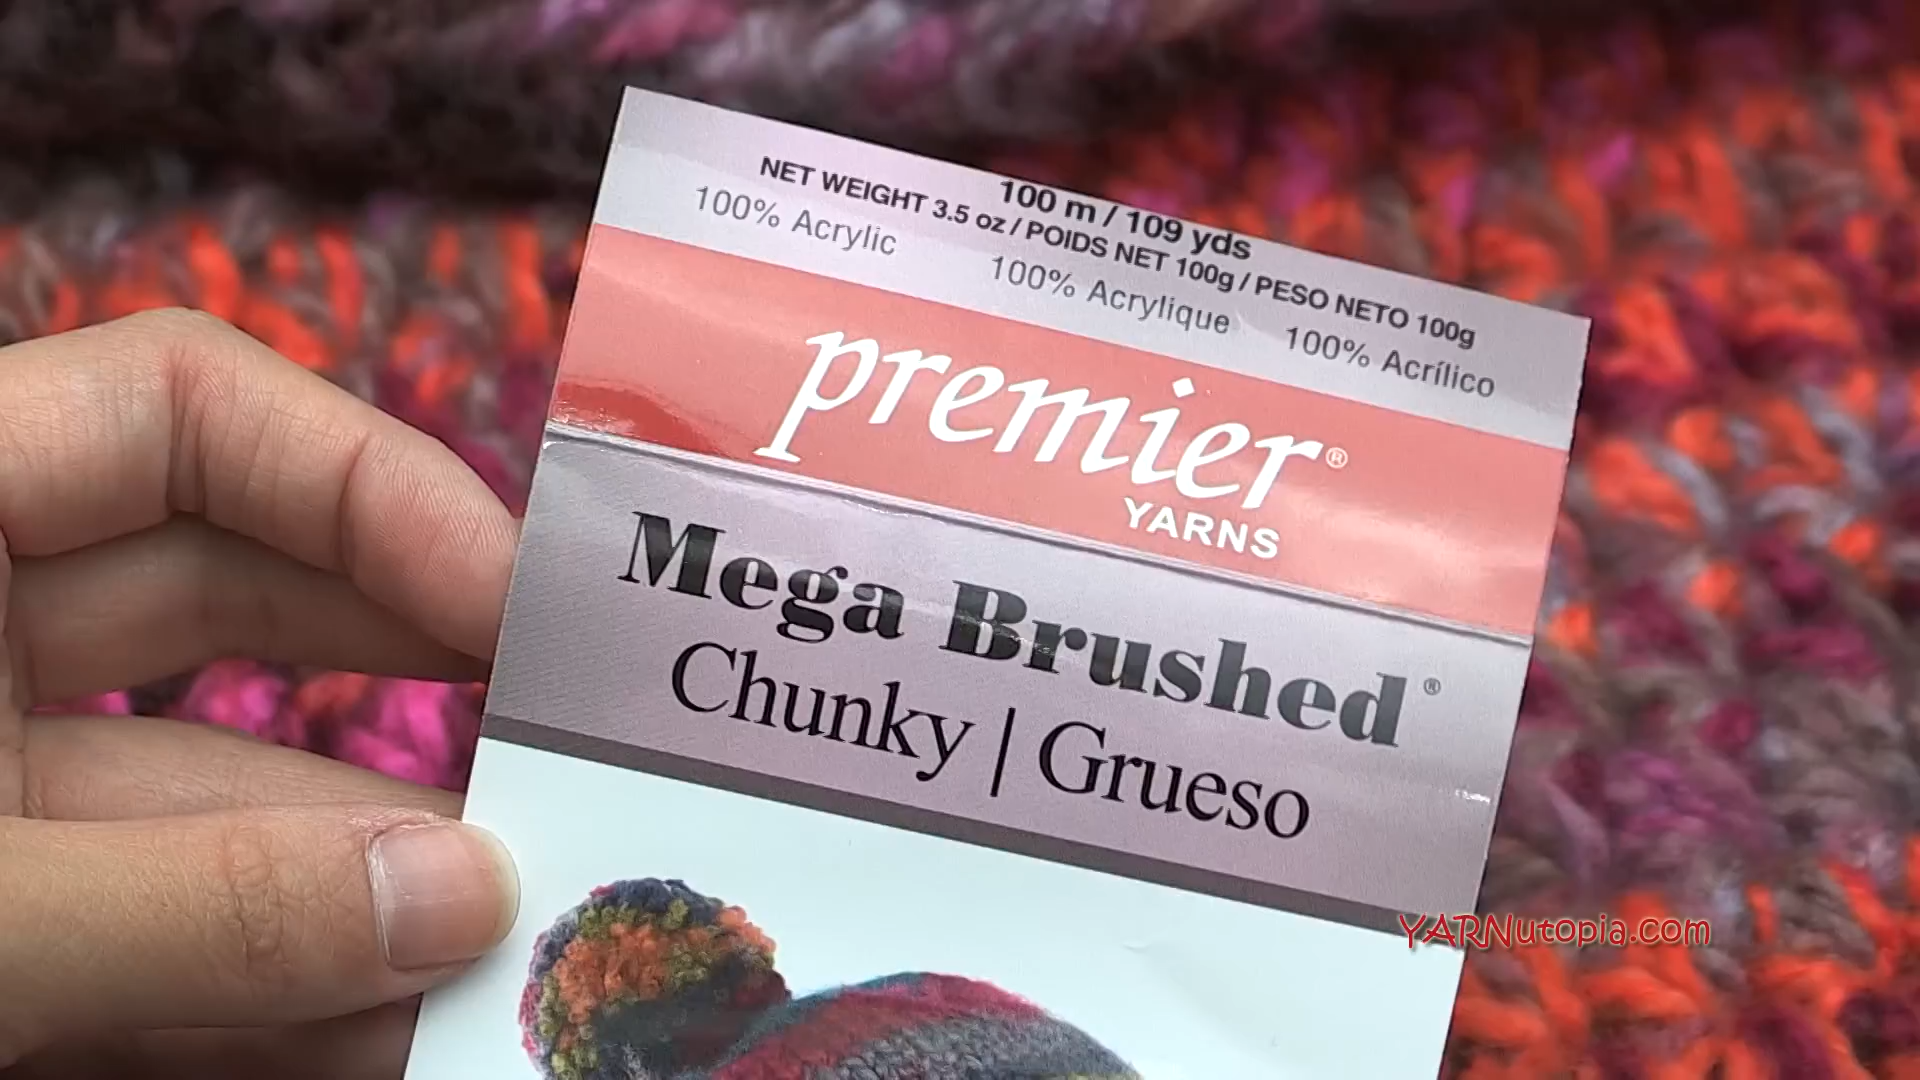 100 m / 109 yds
NET WEIGHT 3.5 oz / POIDS NET 100g / PESO NETO 100g
100% Acrylic 100% Acrylique 100% Acrílico
premier®
YARNS
Mega Brushed®
Chunky | Grueso
YARNutopia.com